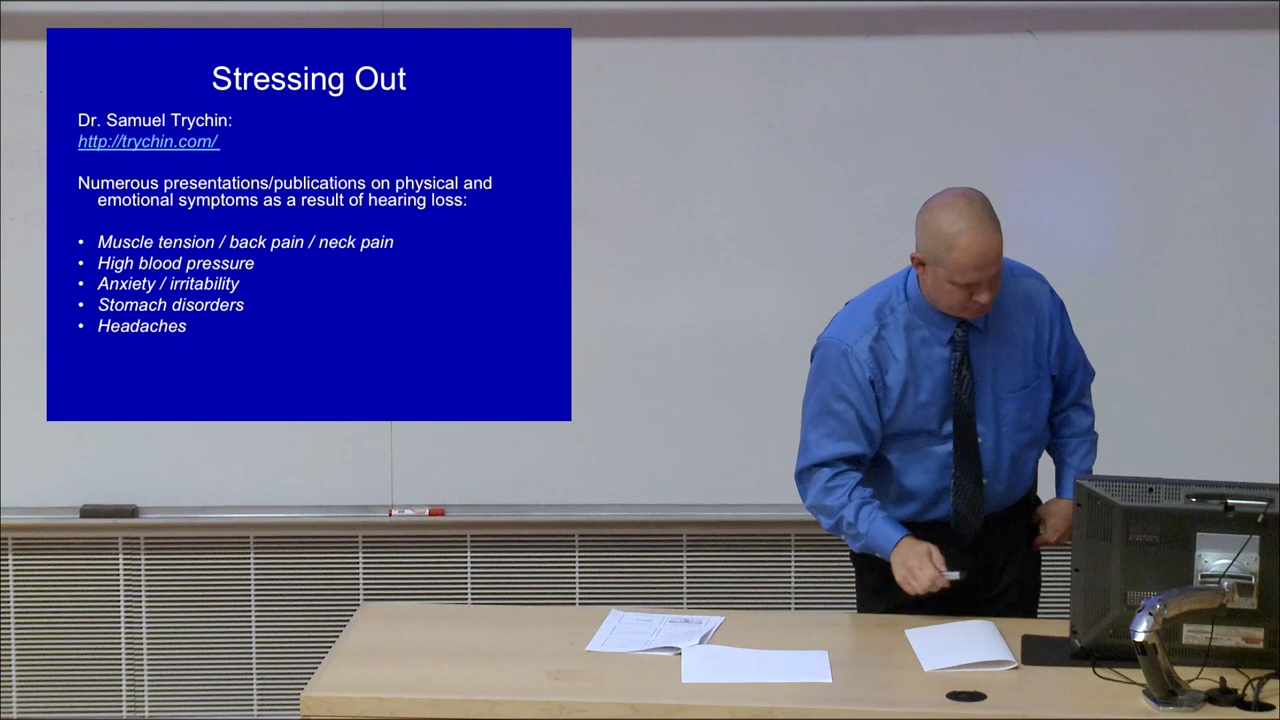 Stressing Out
Dr. Samuel Trychin:
http://trychin.com/
Numerous presentations/publications on physical and
emotional symptoms as a result of hearing loss:
• Muscle tension / back pain / neck pain
• High blood pressure
• Anxiety / irritability
• Stomach disorders
• Headaches